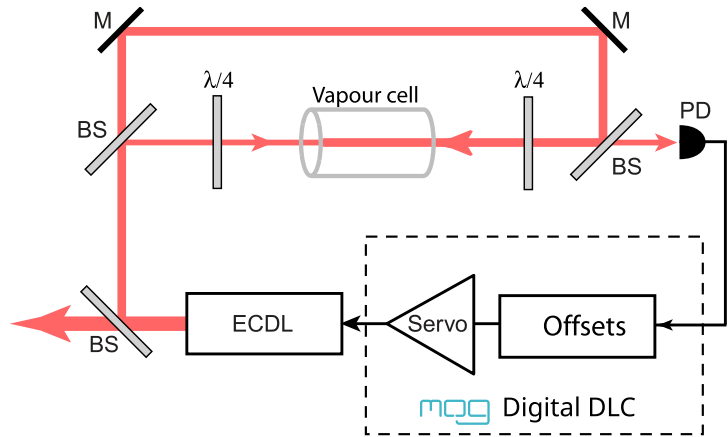 M
M
λ/4
λ/4
Vapour cell
PD
BS
BS
BS
ECDL
Servo
Offsets
mog Digital DLC